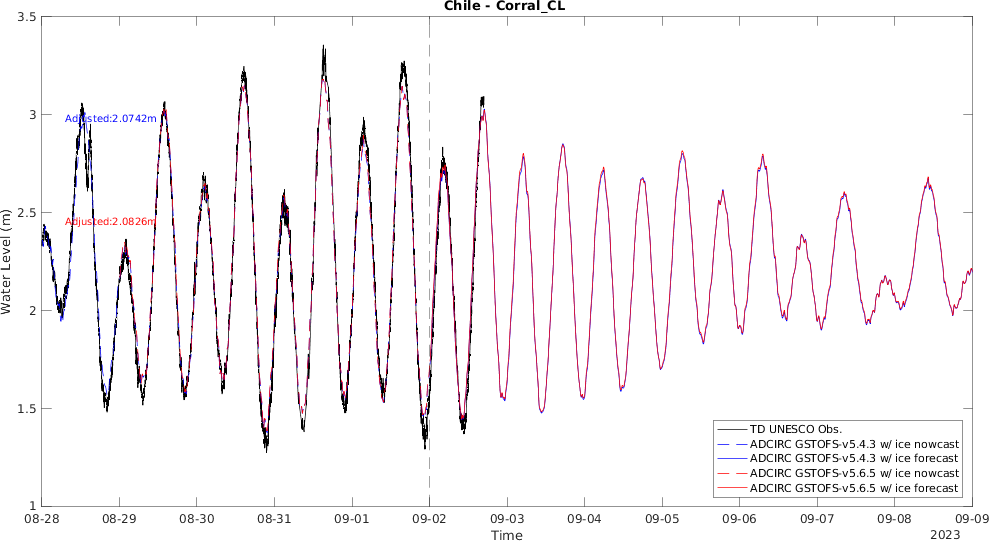 Chile - Corral_CL
3.5
3
2.5
2
1.5
1
Water Level (m)
Adjusted:2.0742m
Adjusted:2.0826m
TD UNESCO Obs.
ADCIRC GSTOFS-v5.4.3 w/ ice nowcast
ADCIRC GSTOFS-v5.4.3 w/ ice forecast
ADCIRC GSTOFS-v5.6.5 w/ ice nowcast
ADCIRC GSTOFS-v5.6.5 w/ ice forecast
08-28 08-29 08-30 08-31 09-01 09-02 09-03 09-04 09-05 09-06 09-07 09-08 09-09
Time
2023